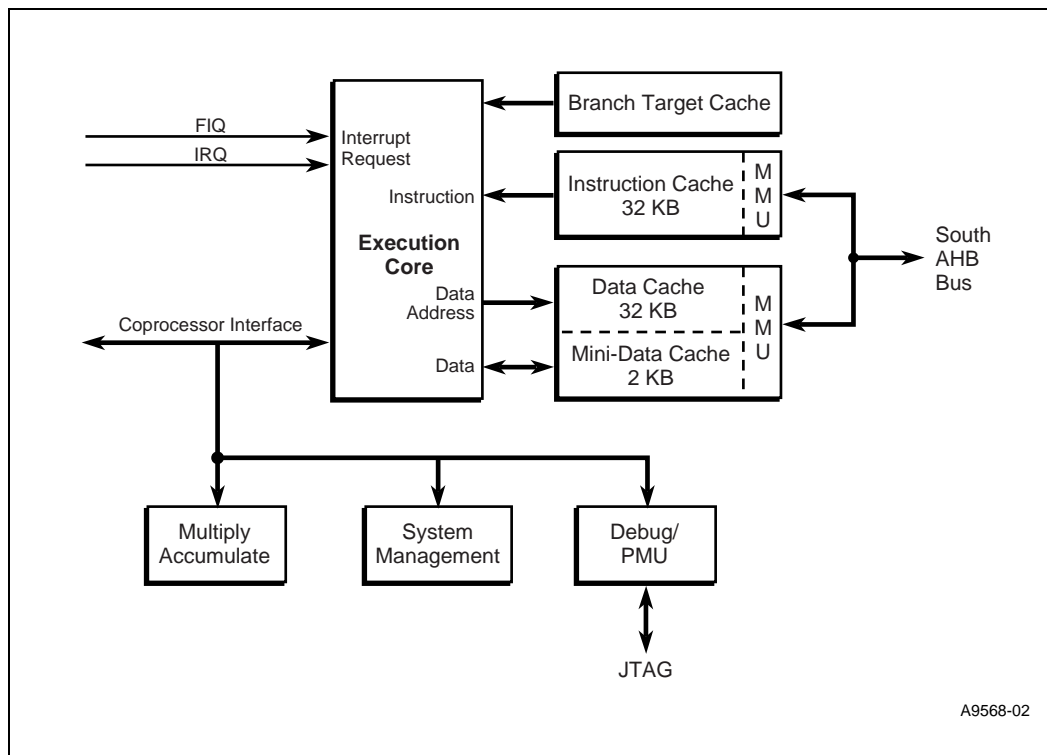 FIQ
IRQ
Interrupt
Request
Instruction
Execution
Core
Data
Address
Coprocessor Interface
Data
Branch Target Cache
Instruction Cache
32 KB
M
M
U
Data Cache
32 KB
Mini-Data Cache
2 KB
M
M
U
South
AHB
Bus
Multiply
Accumulate
System
Management
Debug/
PMU
JTAG
A9568-02